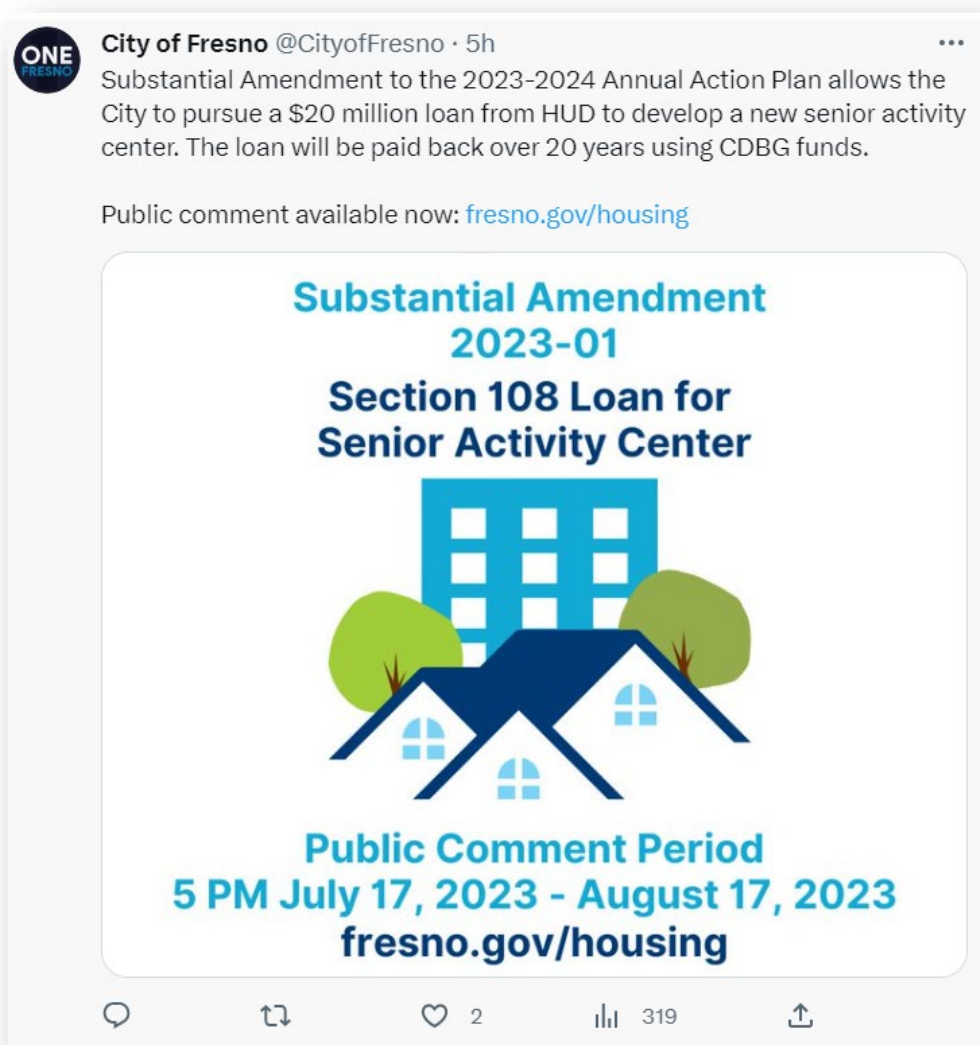 ONE
FRESNO
City of Fresno @CityofFresno · 5h
Substantial Amendment to the 2023-2024 Annual Action Plan allows the
City to pursue a $20 million loan from HUD to develop a new senior activity
center. The loan will be paid back over 20 years using CDBG funds.
Public comment available now: fresno.gov/housing
Substantial Amendment
2023-01
Section 108 Loan for
Senior Activity Center
Public Comment Period
5 PM July 17, 2023 - August 17, 2023
fresno.gov/housing
2
319